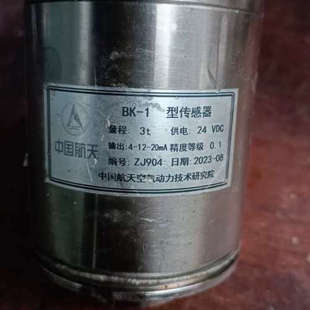 BK-1 型传感器
量程: 3t 供电 24 VDC
中国航天
输出: 4-12-20mA 精度等级 0.1
编号: ZJ904 日期: 2023-08
中国航天空气动力技术研究院